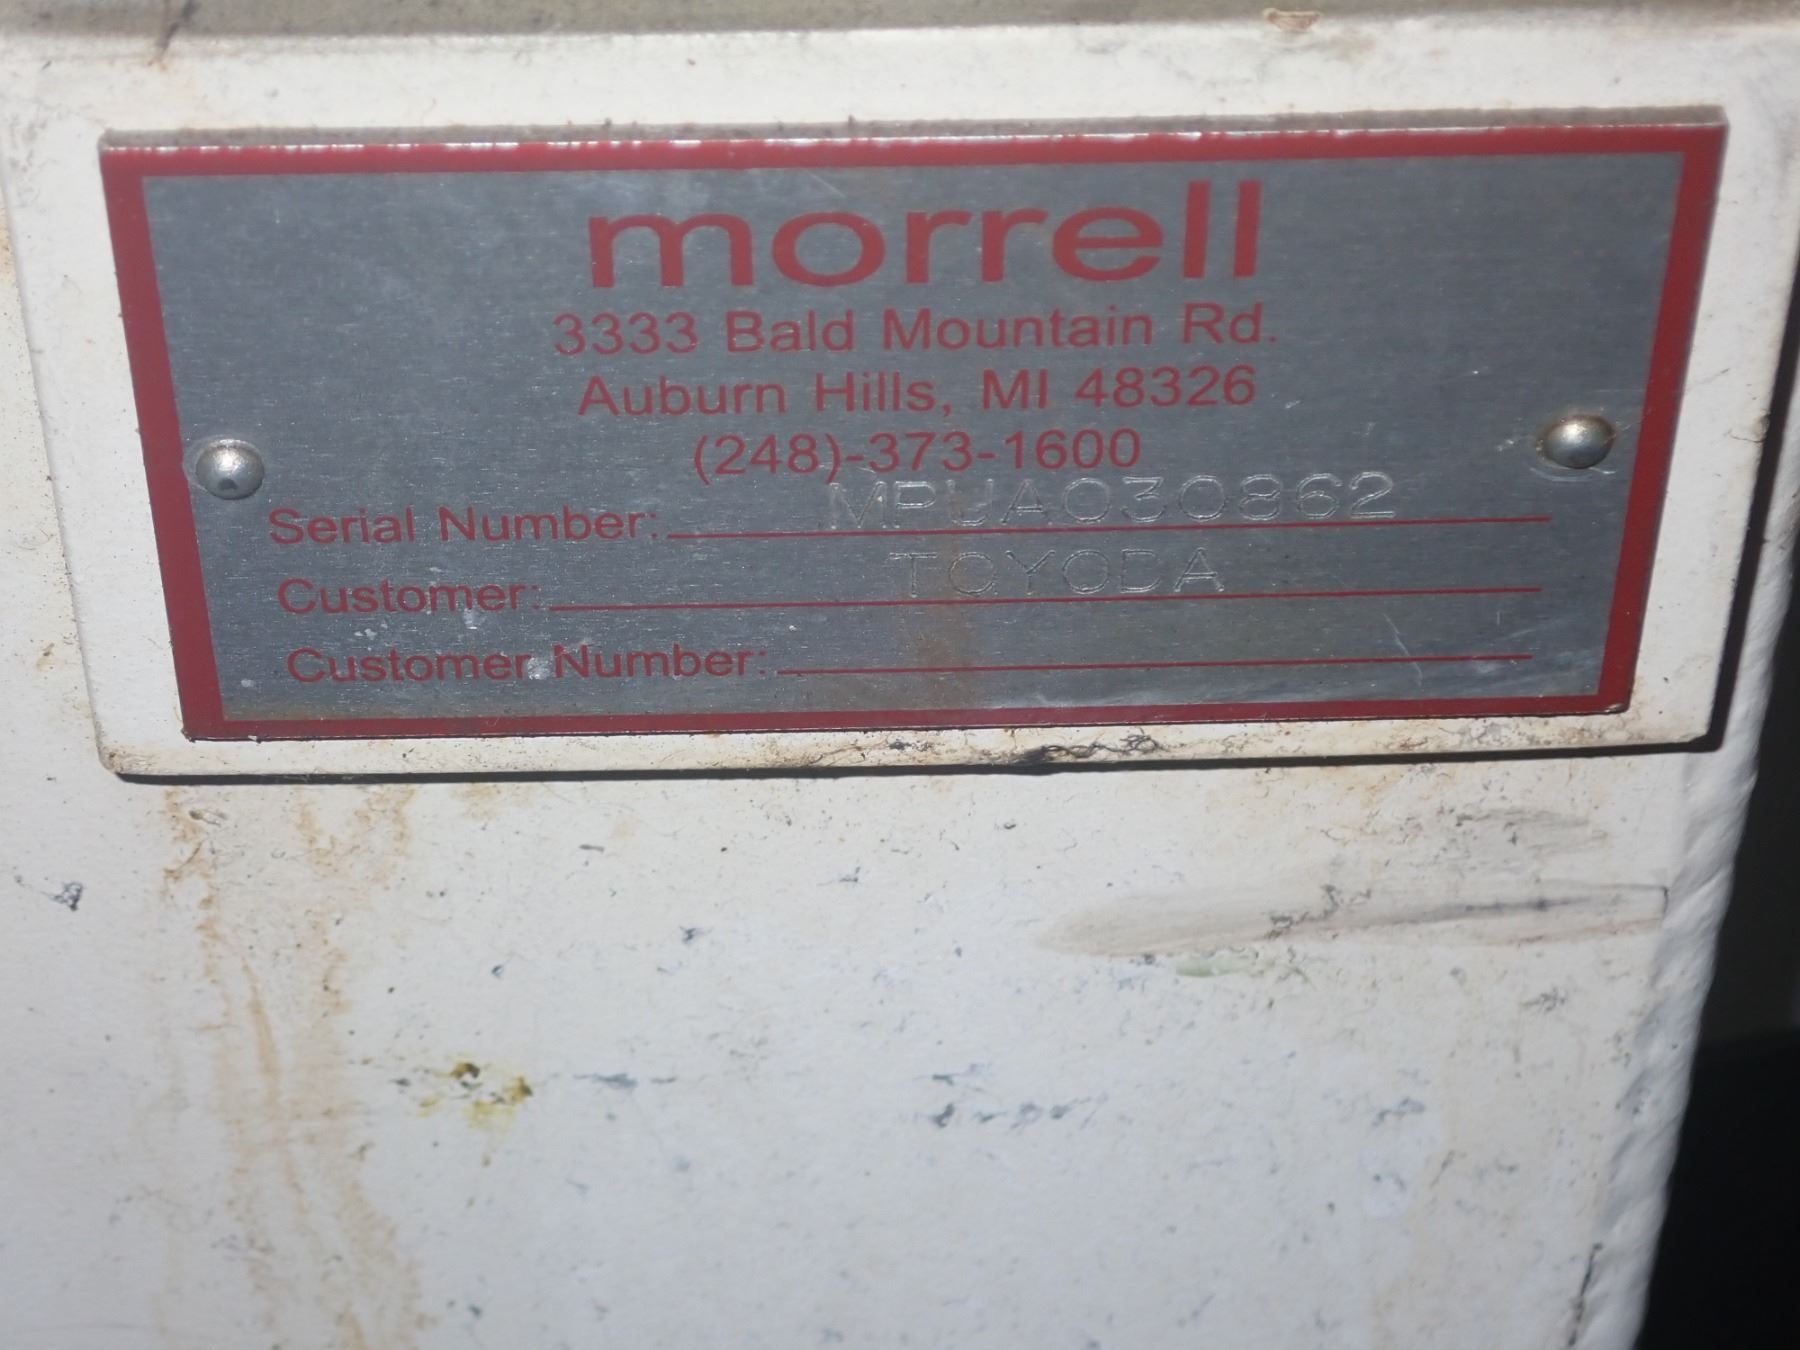 morrell
3333 Bald Mountain Rd.
Auburn Hills, MI 48326
(248)-373-1600
Serial Number: MPUA030862
Customer: TOYODA
Customer Number: